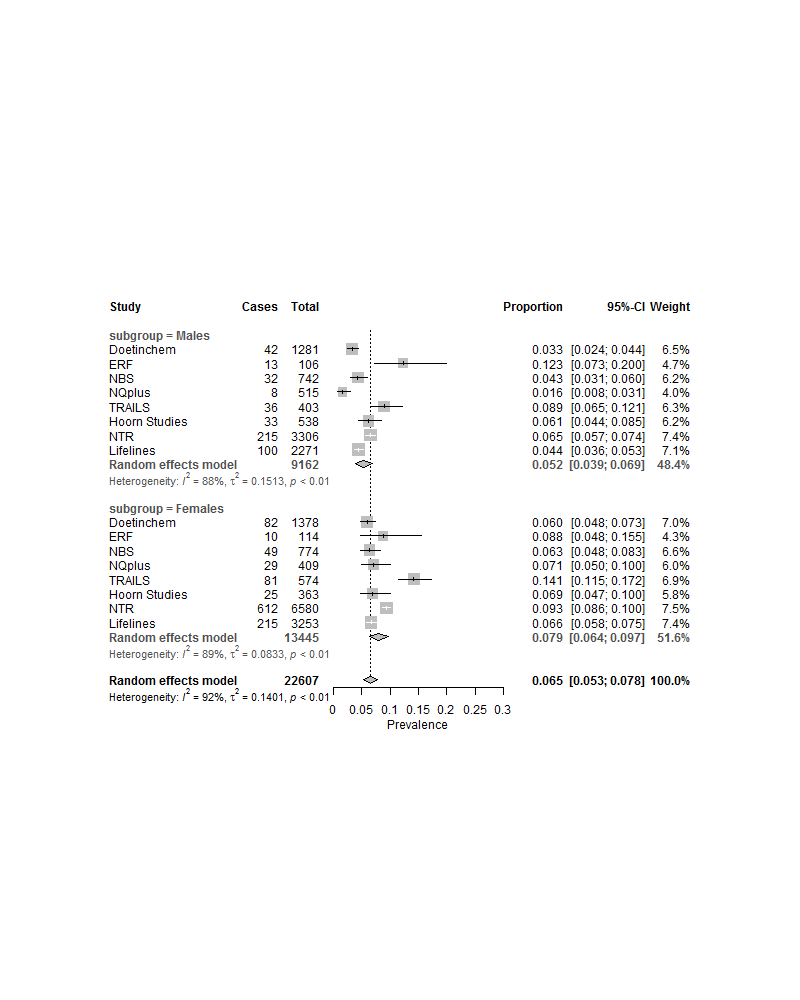 Study Cases Total Proportion 95%-CI Weight
subgroup = Males
Doetinchem 42 1281 0.033 [0.024; 0.044] 6.5%
ERF 13 106 0.123 [0.073; 0.200] 4.7%
NBS 32 742 0.043 [0.031; 0.060] 6.2%
NQplus 8 515 0.016 [0.008; 0.031] 4.0%
TRAILS 36 403 0.089 [0.065; 0.121] 6.3%
Hoorn Studies 33 538 0.061 [0.044; 0.085] 6.2%
NTR 215 3306 0.065 [0.057; 0.074] 7.4%
Lifelines 100 2271 0.044 [0.036; 0.053] 7.1%
Random effects model 9162 0.052 [0.039; 0.069] 48.4%
Heterogeneity: I² = 88%, τ² = 0.1513, p < 0.01
subgroup = Females
Doetinchem 82 1378 0.060 [0.048; 0.073] 7.0%
ERF 10 114 0.088 [0.048; 0.155] 4.3%
NBS 49 774 0.063 [0.048; 0.083] 6.6%
NQplus 29 409 0.071 [0.050; 0.100] 6.0%
TRAILS 81 574 0.141 [0.115; 0.172] 6.9%
Hoorn Studies 25 363 0.069 [0.047; 0.100] 5.8%
NTR 612 6580 0.093 [0.086; 0.100] 7.5%
Lifelines 215 3253 0.066 [0.058; 0.075] 7.4%
Random effects model 13445 0.079 [0.064; 0.097] 51.6%
Heterogeneity: I² = 89%, τ² = 0.0833, p < 0.01
Random effects model 22607 0.065 [0.053; 0.078] 100.0%
Heterogeneity: I² = 92%, τ² = 0.1401, p < 0.01
0 0.05 0.1 0.15 0.2 0.25 0.3
Prevalence